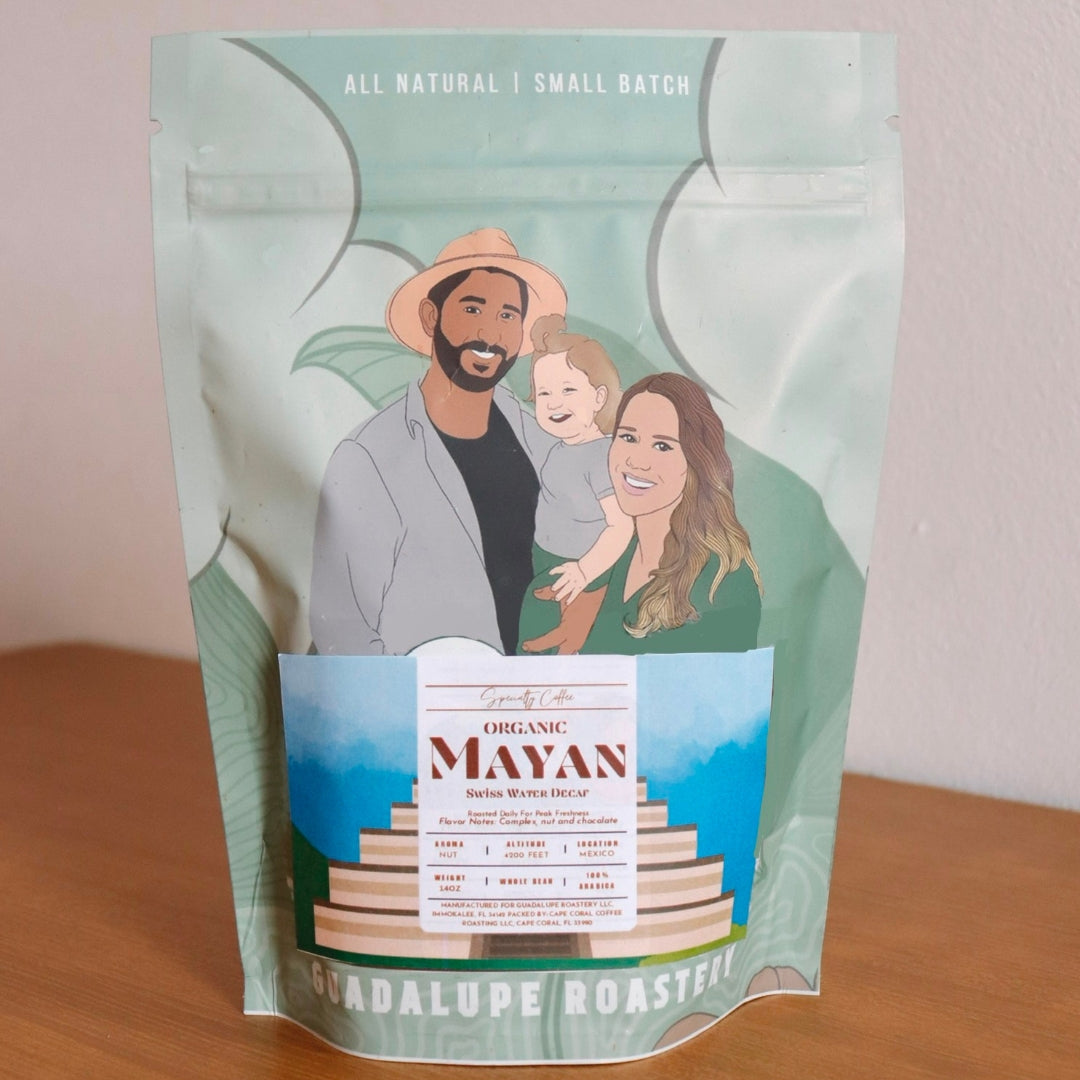 ALL NATURAL | SMALL BATCH
Specialty Coffee
ORGANIC
MAYAN
SWISS WATER DECAF
Roasted Daily For Peak Freshness
Flavor Notes: Complex, nut and chocolate
AROMA | ALTITUDE | LOCATION
NUT 4200 FEET MEXICO
WEIGHT | WHOLE BEAN | 100%
14OZ ARABICA
MANUFACTURED FOR GUADALUPE ROASTERY LLC,
IMMOKALEE, FL 34142 PACKED BY: CAPE CORAL COFFEE
ROASTING LLC, CAPE CORAL, FL 33990
GUADALUPE ROASTERY